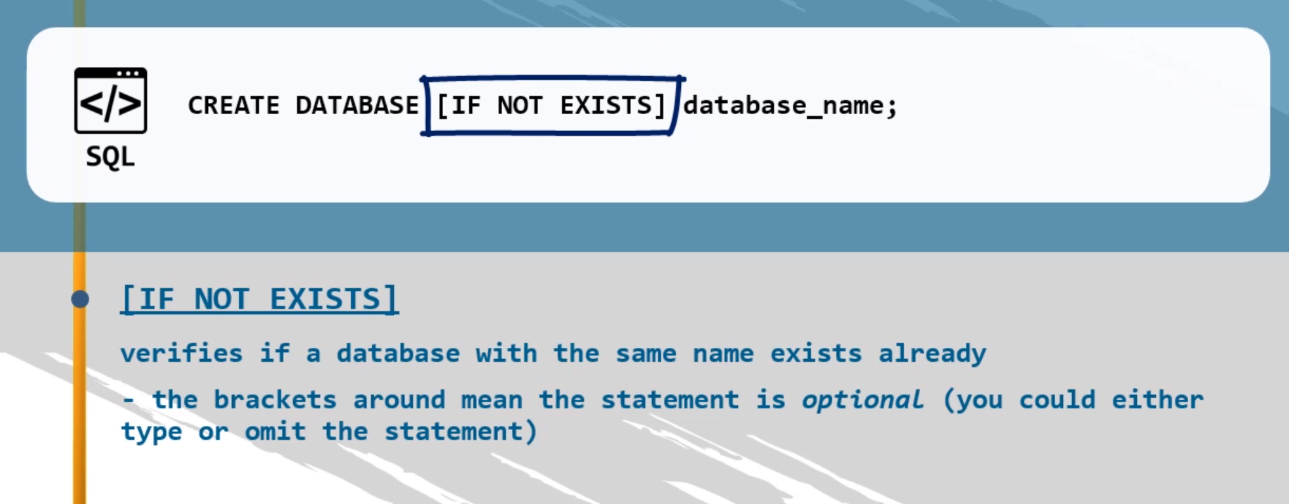 </>
SQL
CREATE DATABASE [IF NOT EXISTS] database_name;
[IF NOT EXISTS]
verifies if a database with the same name exists already
- the brackets around mean the statement is optional (you could either
type or omit the statement)